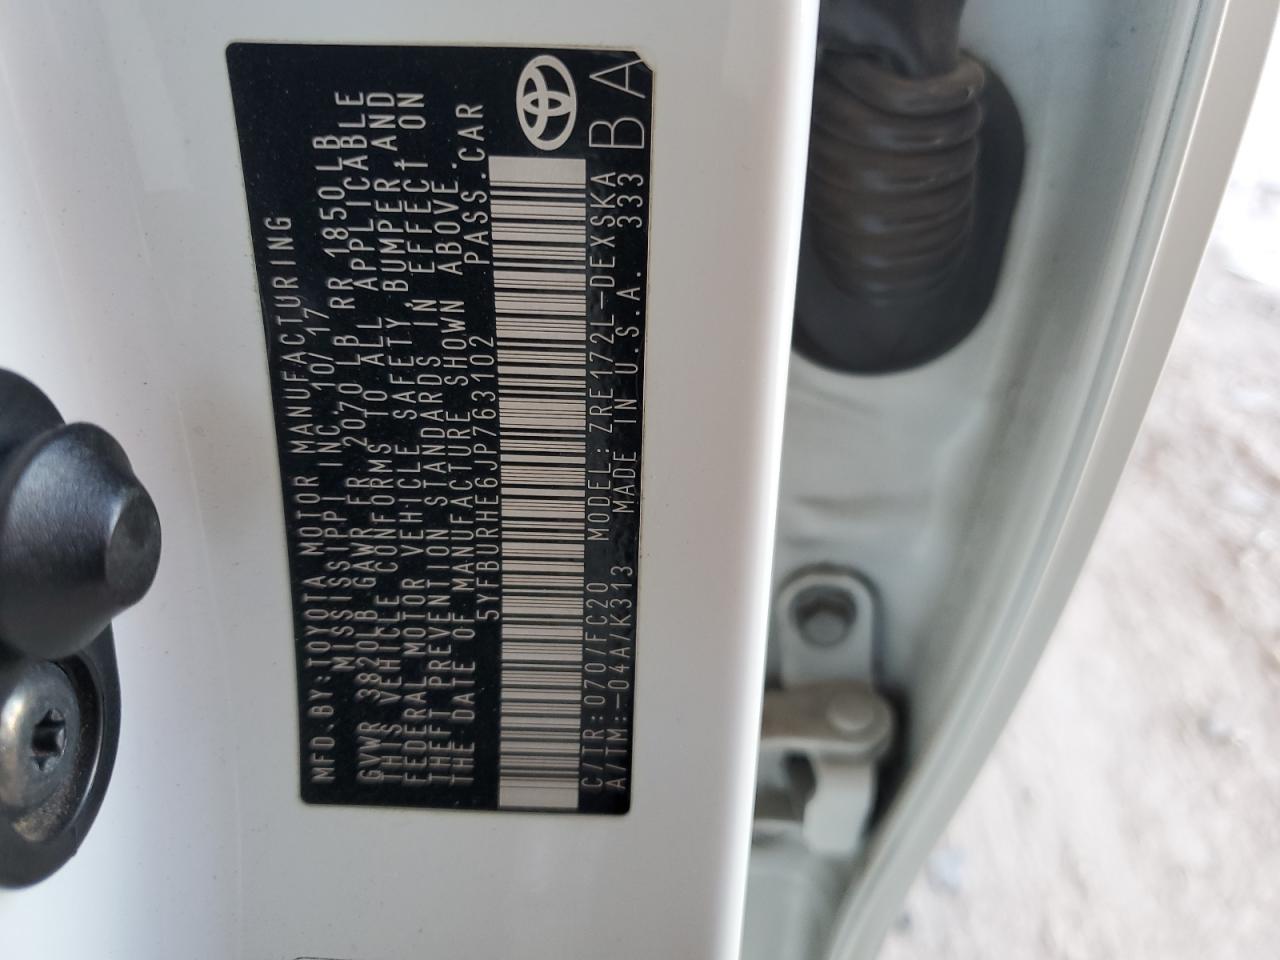 MFD.BY:TOYOTA MOTOR MANUFACTURING
MISSISSIPPI INC. 10/17
GVWR 3820LB GAWR FR 2070 LB RR 1850LB
THIS VEHICLE CONFORMS TO ALL APPLICABLE
FEDERAL MOTOR VEHICLE SAFETY, BUMPER, AND
THEFT PREVENTION STANDARDS IN EFFECT ON
THE DATE OF MANUFACTURE SHOWN ABOVE.
5YFBURHE6JP763102 PASS.CAR
C/TR:070/FC20 MODEL:ZRE172L-DEXSKA
A/TM:-04A/K313 MADE IN U.S.A. 333
BA